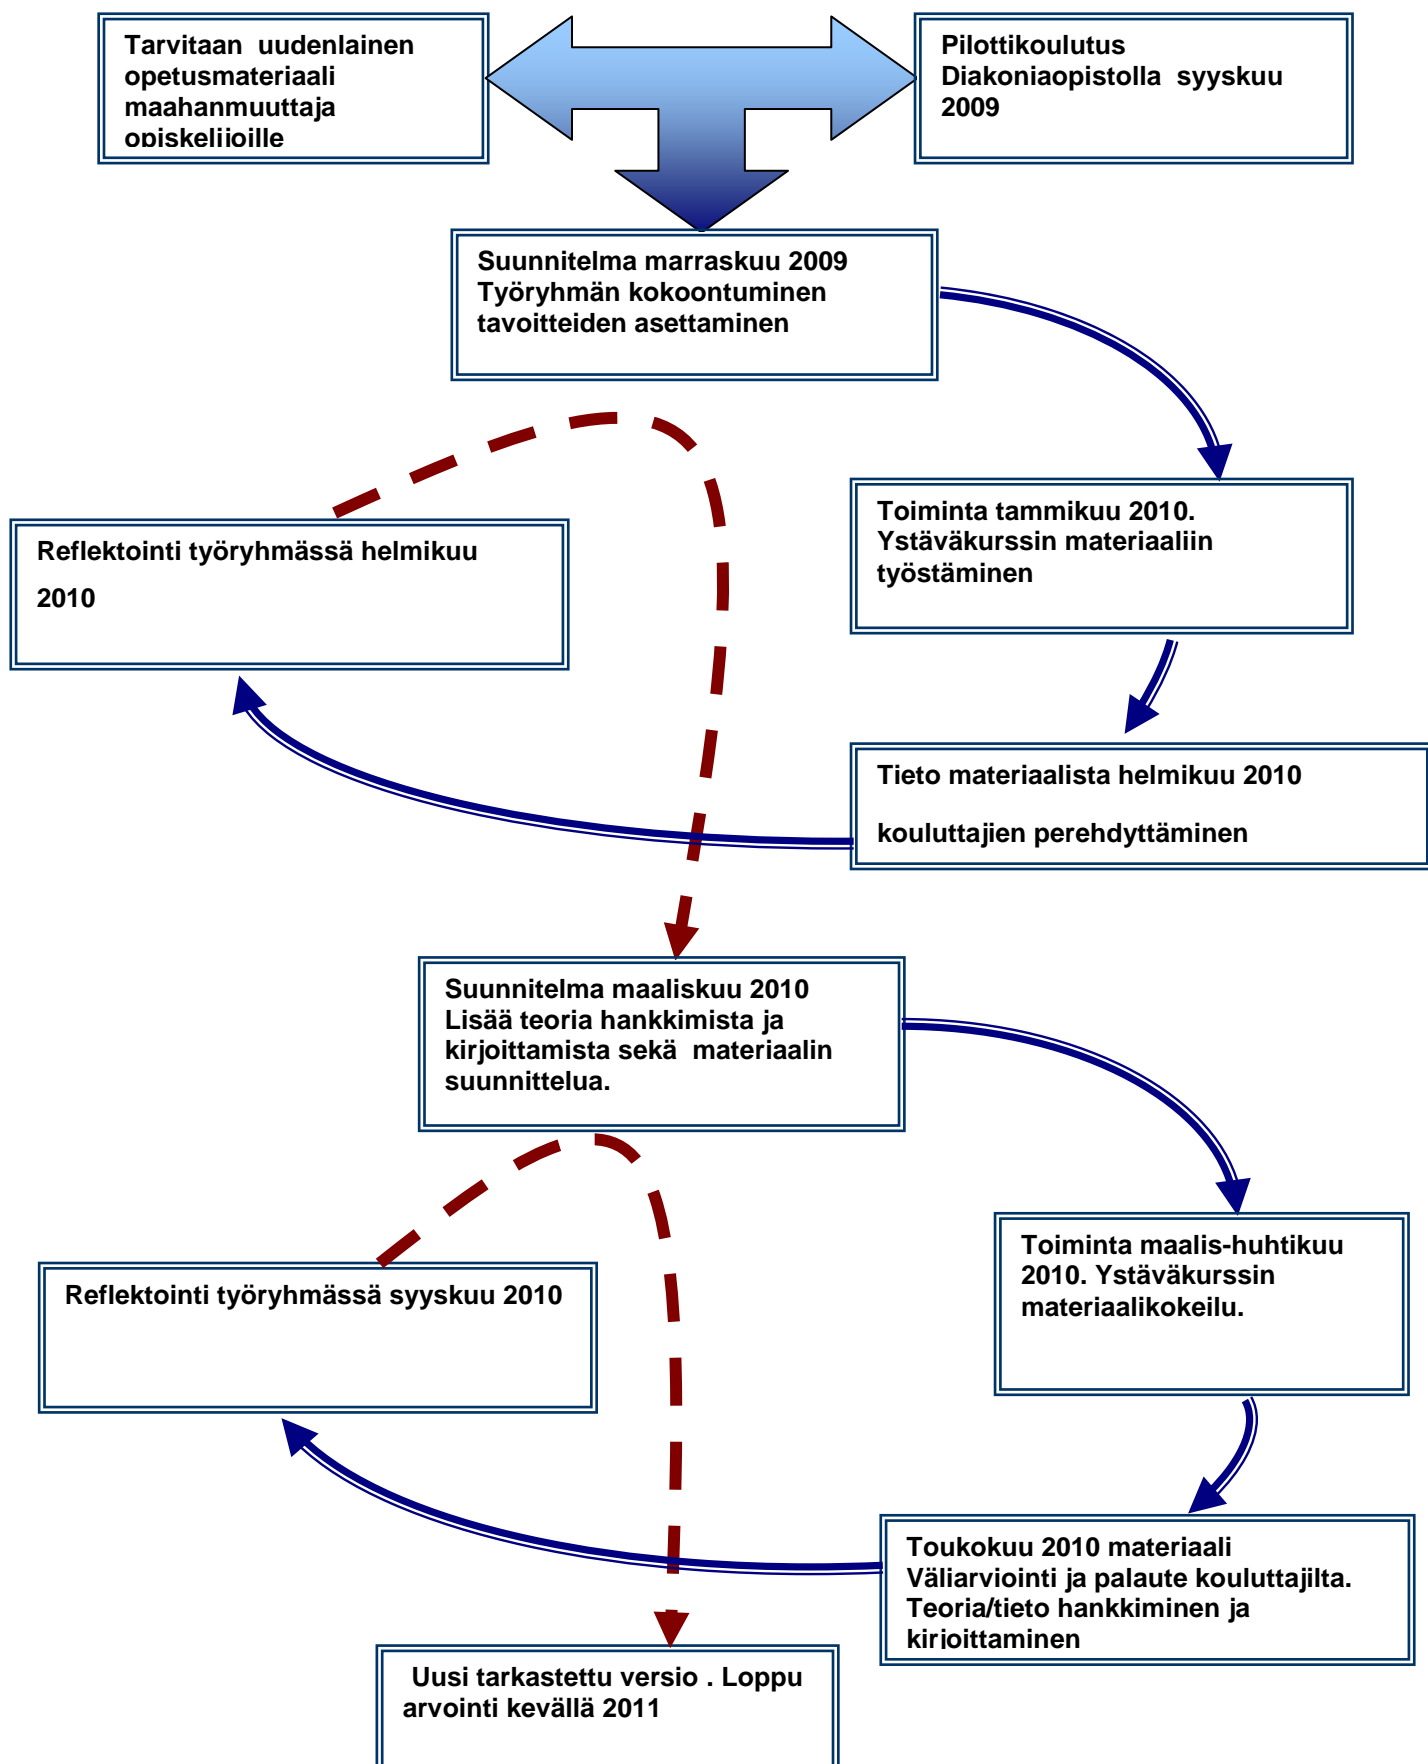 Tarvitaan uudenlainen
opetusmateriaali
maahanmuuttaja
opiskelijoille
Pilottikoulutus
Diakoniaopistolla syyskuu
2009
Suunnitelma marraskuu 2009
Työryhmän kokoontuminen
tavoitteiden asettaminen
Toiminta tammikuu 2010.
Ystäväkurssin materiaaliin
työstäminen
Reflektointi työryhmässä helmikuu
2010
Tieto materiaalista helmikuu 2010
kouluttajien perehdyttäminen
Suunnitelma maaliskuu 2010
Lisää teoria hankkimista ja
kirjoittamista sekä materiaalin
suunnittelua.
Toiminta maalis-huhtikuu
2010. Ystäväkurssin
materiaalikokeilu.
Reflektointi työryhmässä syyskuu 2010
Toukokuu 2010 materiaali
Väliarviointi ja palaute kouluttajilta.
Teoria/tieto hankkiminen ja
kirjoittaminen
Uusi tarkastettu versio . Loppu
arvointi kevällä 2011